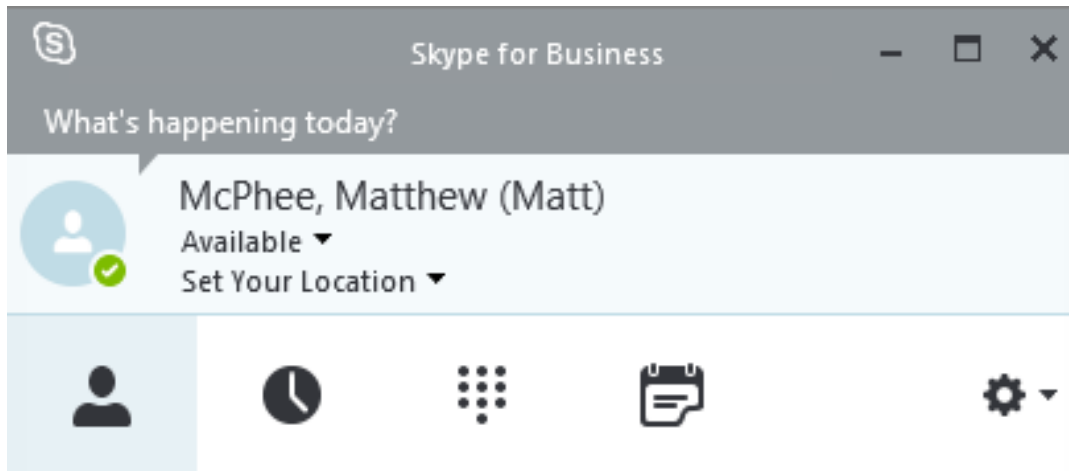 Skype for Business
What's happening today?
McPhee, Matthew (Matt)
Available
Set Your Location